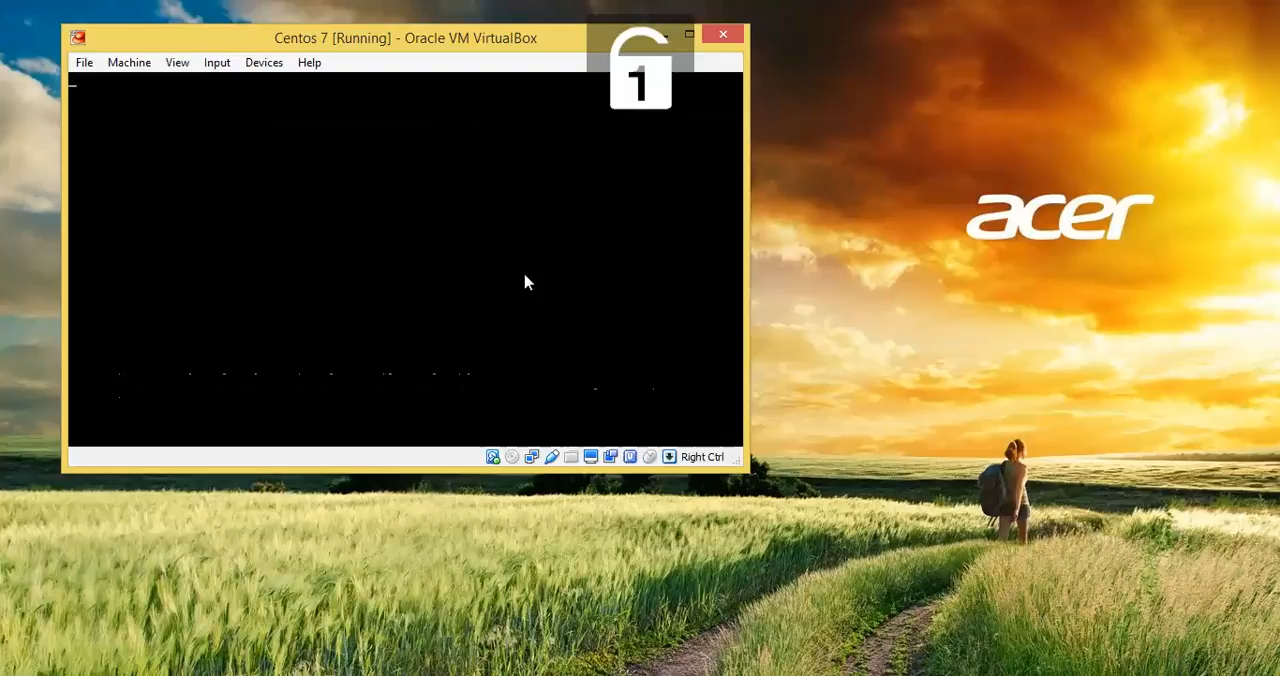 Centos 7 [Running] - Oracle VM VirtualBox
1
File Machine View Input Devices Help
acer
Right Ctrl